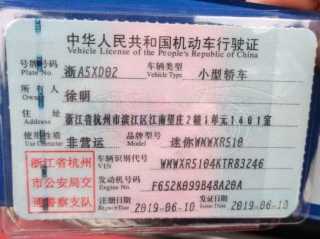 中华人民共和国机动车行驶证
Vehicle License of the People's Republic of China
号牌号码 浙A5XD02 车辆类型 小型轿车
Plate No. Vehicle Type
所有人 徐明
Owner
住址 浙江省杭州市滨江区江南望庄2幢1单元1401室
Address
使用性质 非营运 品牌型号 迷你WMWXR510
Use Character Model
浙江省杭州
市公安局交
通警察支队
车辆识别代号 WMWXR5104KTR83246
VIN
发动机号码 F652K099B48A20A
Engine No.
注册日期 2019-06-10 发证日期 2019-06-10
Register Date Issue Date